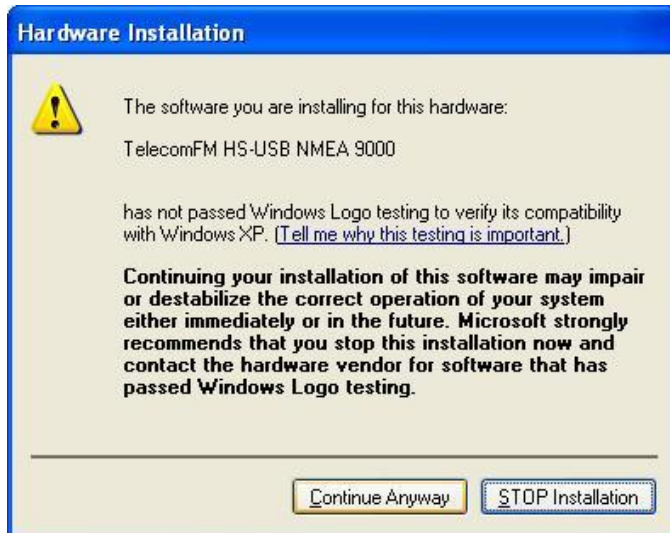 Hardware Installation
The software you are installing for this hardware:
TelecomFM HS-USB NMEA 9000
has not passed Windows Logo testing to verify its compatibility
with Windows XP. (Tell me why this testing is important.)
Continuing your installation of this software may impair
or destabilize the correct operation of your system
either immediately or in the future. Microsoft strongly
recommends that you stop this installation now and
contact the hardware vendor for software that has
passed Windows Logo testing.
Continue Anyway
STOP Installation